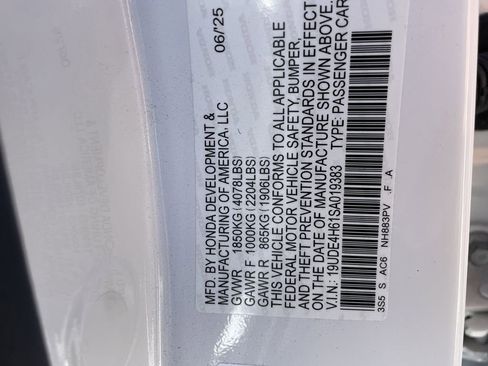 MFD. BY HONDA DEVELOPMENT & 06/25
MANUFACTURING OF AMERICA, LLC
GVWR 1850KG(4078LBS)
GAWR F 1000KG(2204LBS)
GAWR R 865KG(1906LBS)
THIS VEHICLE CONFORMS TO ALL APPLICABLE
FEDERAL MOTOR VEHICLE SAFETY, BUMPER,
AND THEFT PREVENTION STANDARDS IN EFFECT
ON THE DATE OF MANUFACTURE SHOWN ABOVE.
V.I.N.: 19UDE4H61SA019383 TYPE: PASSENGER CAR
3S5 S AC6 NH883PV .F .A